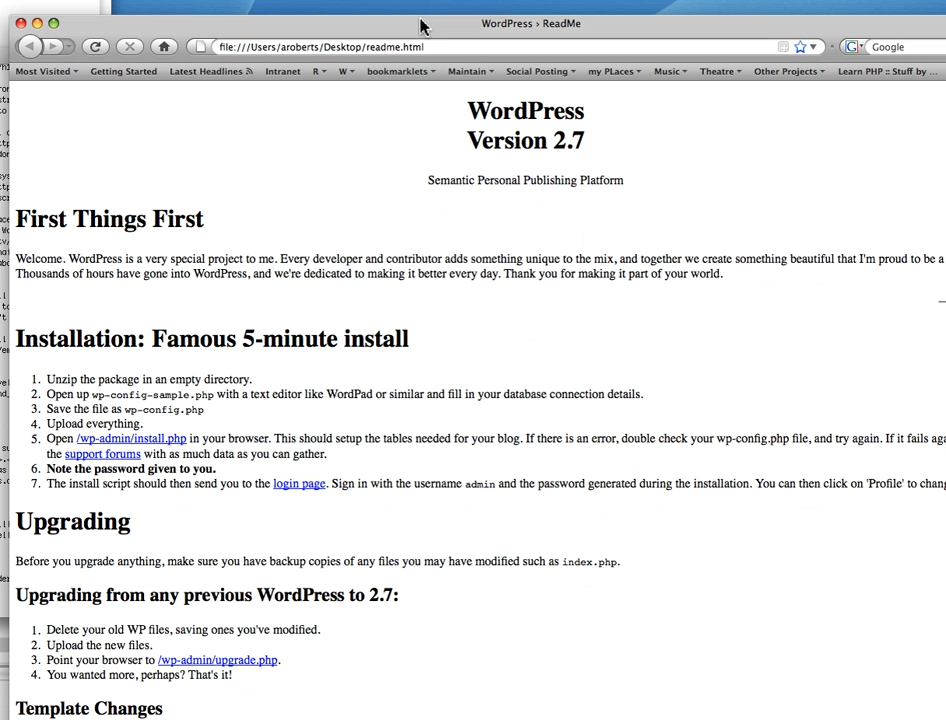 WordPress › ReadMe
file:///Users/aroberts/Desktop/readme.html
Google
Most Visited Getting Started Latest Headlines Intranet R W bookmarklets Maintain Social Posting my PLaces Music Theatre Other Projects Learn PHP :: Stuff by ...
WordPress
Version 2.7
Semantic Personal Publishing Platform
First Things First
Welcome. WordPress is a very special project to me. Every developer and contributor adds something unique to the mix, and together we create something beautiful that I'm proud to be a
Thousands of hours have gone into WordPress, and we're dedicated to making it better every day. Thank you for making it part of your world.
Installation: Famous 5-minute install
1. Unzip the package in an empty directory.
2. Open up wp-config-sample.php with a text editor like WordPad or similar and fill in your database connection details.
3. Save the file as wp-config.php
4. Upload everything.
5. Open /wp-admin/install.php in your browser. This should setup the tables needed for your blog. If there is an error, double check your wp-config.php file, and try again. If it fails aga
the support forums with as much data as you can gather.
6. Note the password given to you.
7. The install script should then send you to the login page. Sign in with the username admin and the password generated during the installation. You can then click on 'Profile' to chan
Upgrading
Before you upgrade anything, make sure you have backup copies of any files you may have modified such as index.php.
Upgrading from any previous WordPress to 2.7:
1. Delete your old WP files, saving ones you've modified.
2. Upload the new files.
3. Point your browser to /wp-admin/upgrade.php.
4. You wanted more, perhaps? That's it!
Template Changes